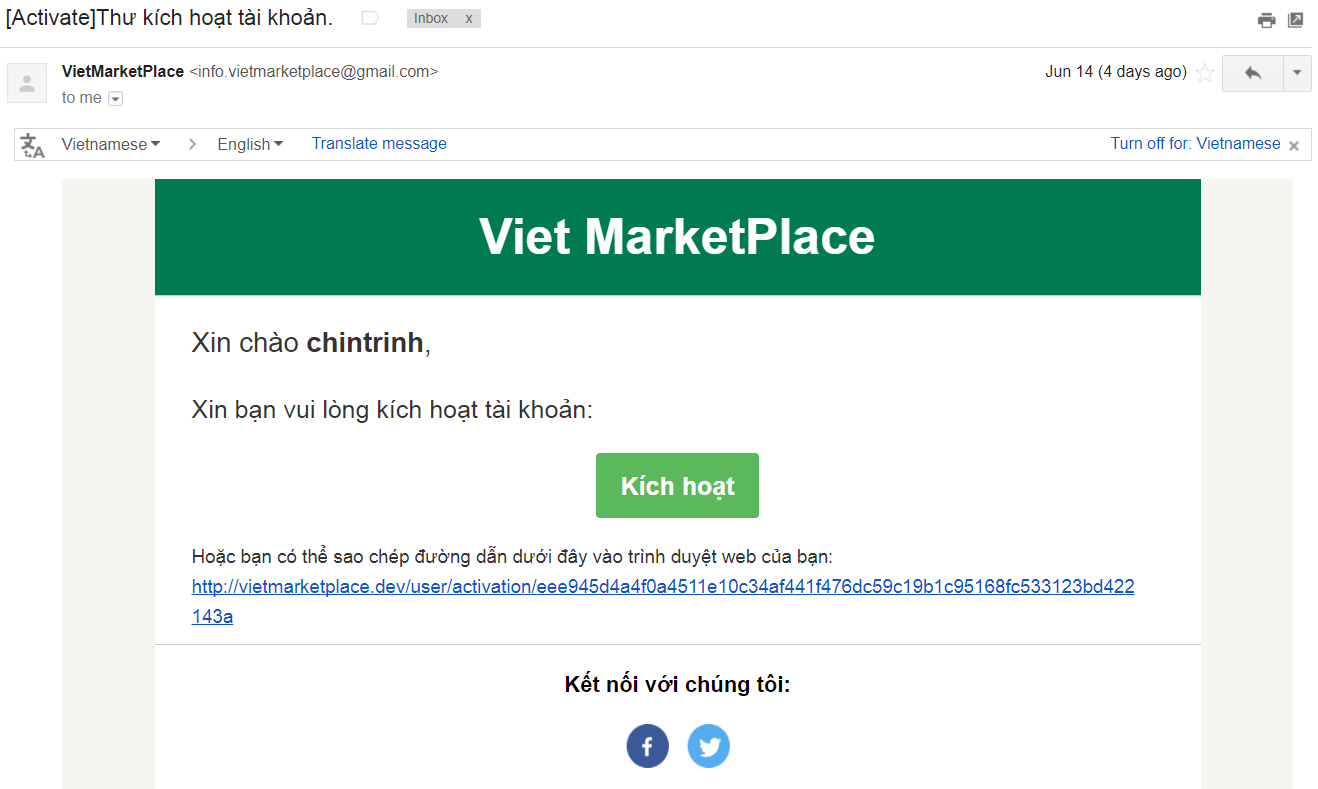 [Activate]Thư kích hoạt tài khoản.
Inbox x
VietMarketPlace <info.vietmarketplace@gmail.com>
Jun 14 (4 days ago)
to me
Vietnamese > English Translate message
Turn off for: Vietnamese x
Viet MarketPlace
Xin chào chintrinh,
Xin bạn vui lòng kích hoạt tài khoản:
Kích hoạt
Hoặc bạn có thể sao chép đường dẫn dưới đây vào trình duyệt web của bạn:
http://vietmarketplace.dev/user/activation/eee945d4a4f0a4511e10c34af441f476dc59c19b1c95168fc533123bd422
143a
Kết nối với chúng tôi: